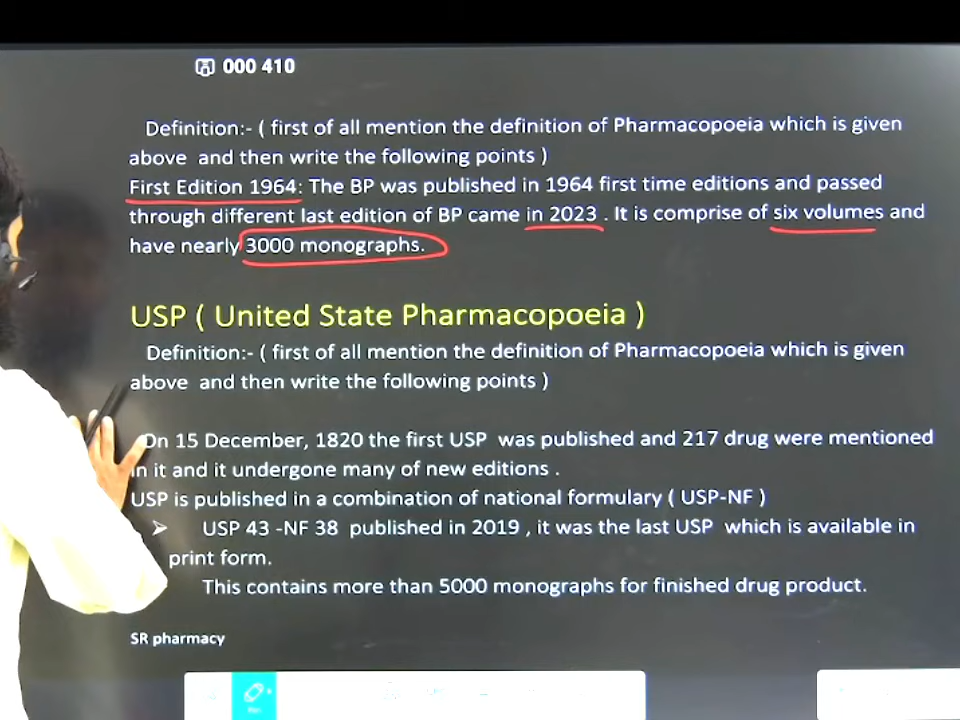 000 410
Definition:- ( first of all mention the definition of Pharmacopoeia which is given
above and then write the following points )
First Edition 1964: The BP was published in 1964 first time editions and passed
through different last edition of BP came in 2023 . It is comprise of six volumes and
have nearly 3000 monographs.
USP ( United State Pharmacopoeia )
Definition:- ( first of all mention the definition of Pharmacopoeia which is given
above and then write the following points )
On 15 December, 1820 the first USP was published and 217 drug were mentioned
in it and it undergone many of new editions .
USP is published in a combination of national formulary ( USP-NF )
➢ USP 43 -NF 38 published in 2019 , it was the last USP which is available in
print form.
This contains more than 5000 monographs for finished drug product.
SR pharmacy